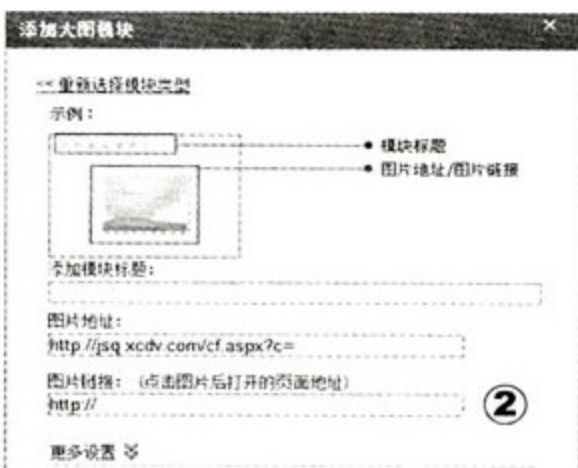 添加大图模块 ×
<< 重新选择模块类型
示例：
模块标题
图片地址/图片链接
添加模块标题：
图片地址：
http://jsq.xcdv.com/cf.aspx?c=
图片链接：（点击图片后打开的页面地址）
http://
②
更多设置